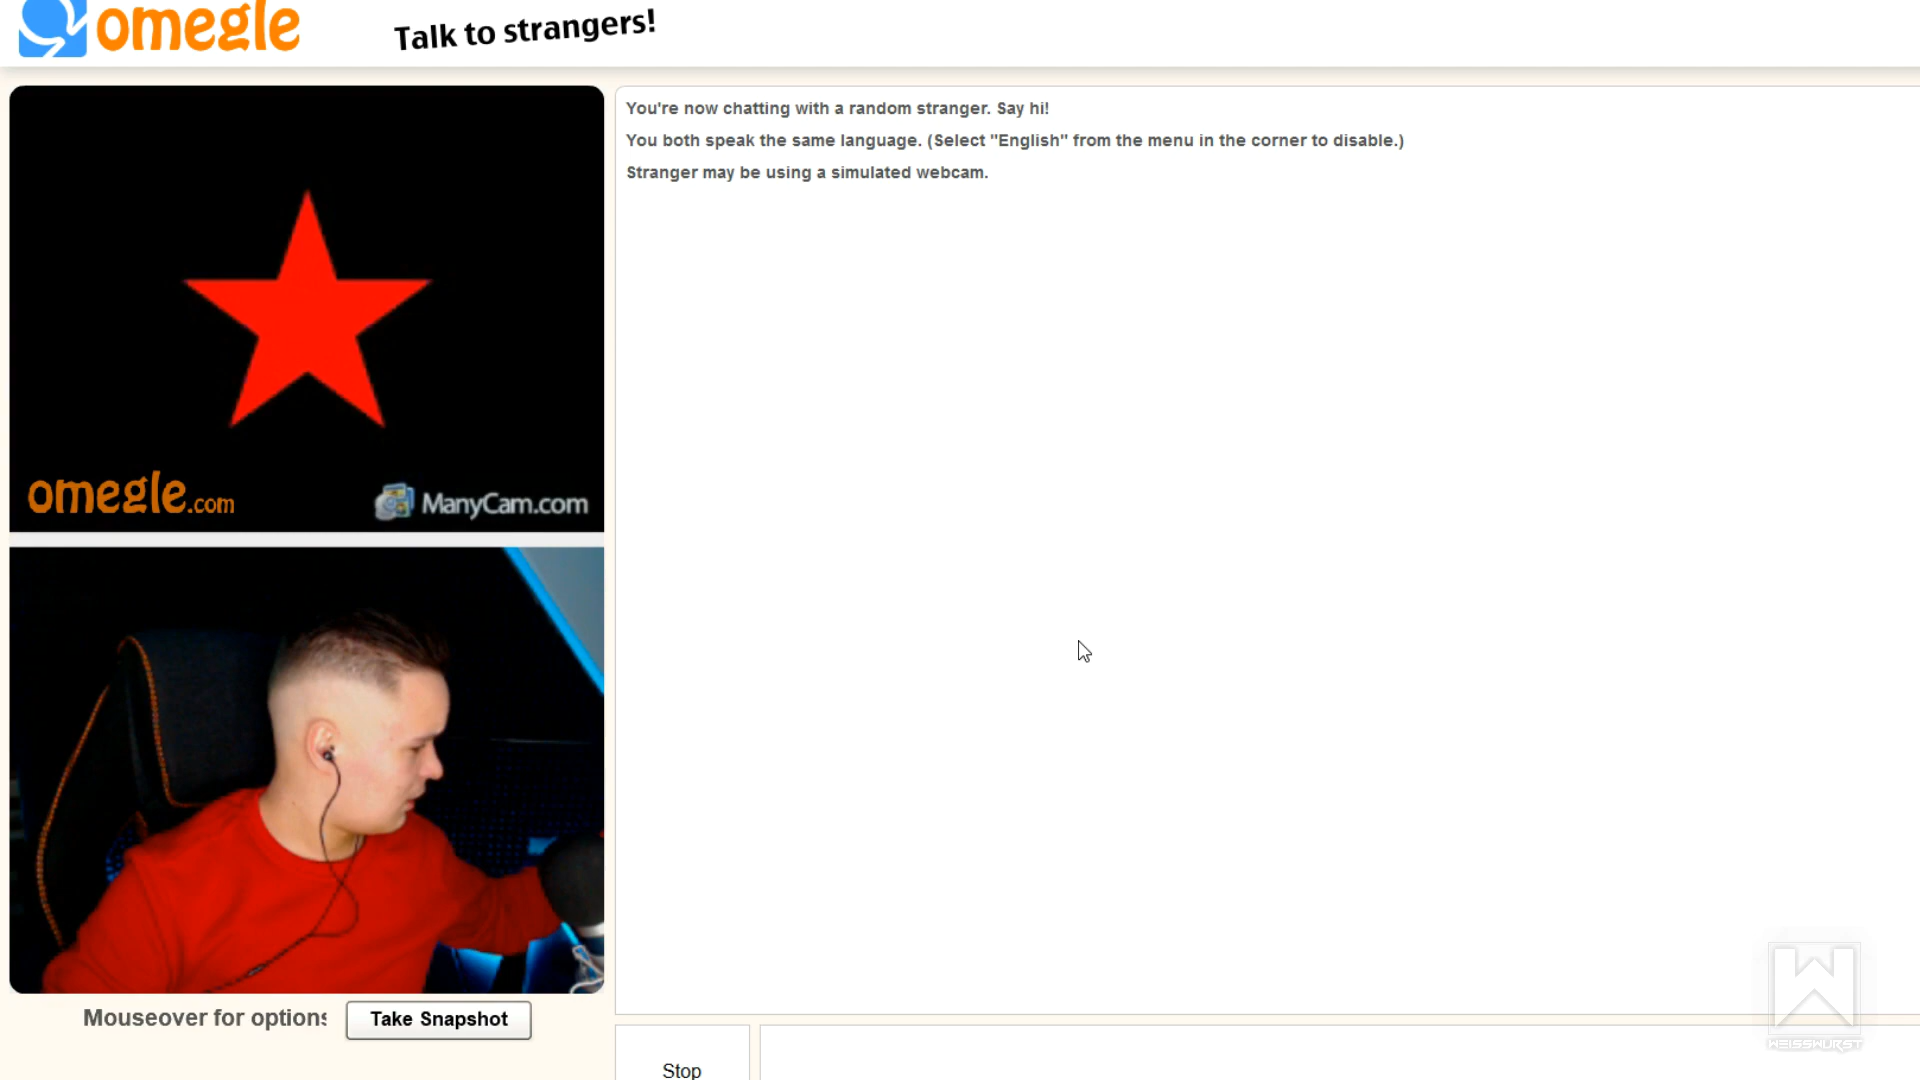 omegle
Talk to strangers!
You're now chatting with a random stranger. Say hi!
You both speak the same language. (Select "English" from the menu in the corner to disable.)
Stranger may be using a simulated webcam.
omegle.com
ManyCam.com
Mouseover for options
Take Snapshot
Stop
WEISSWURST